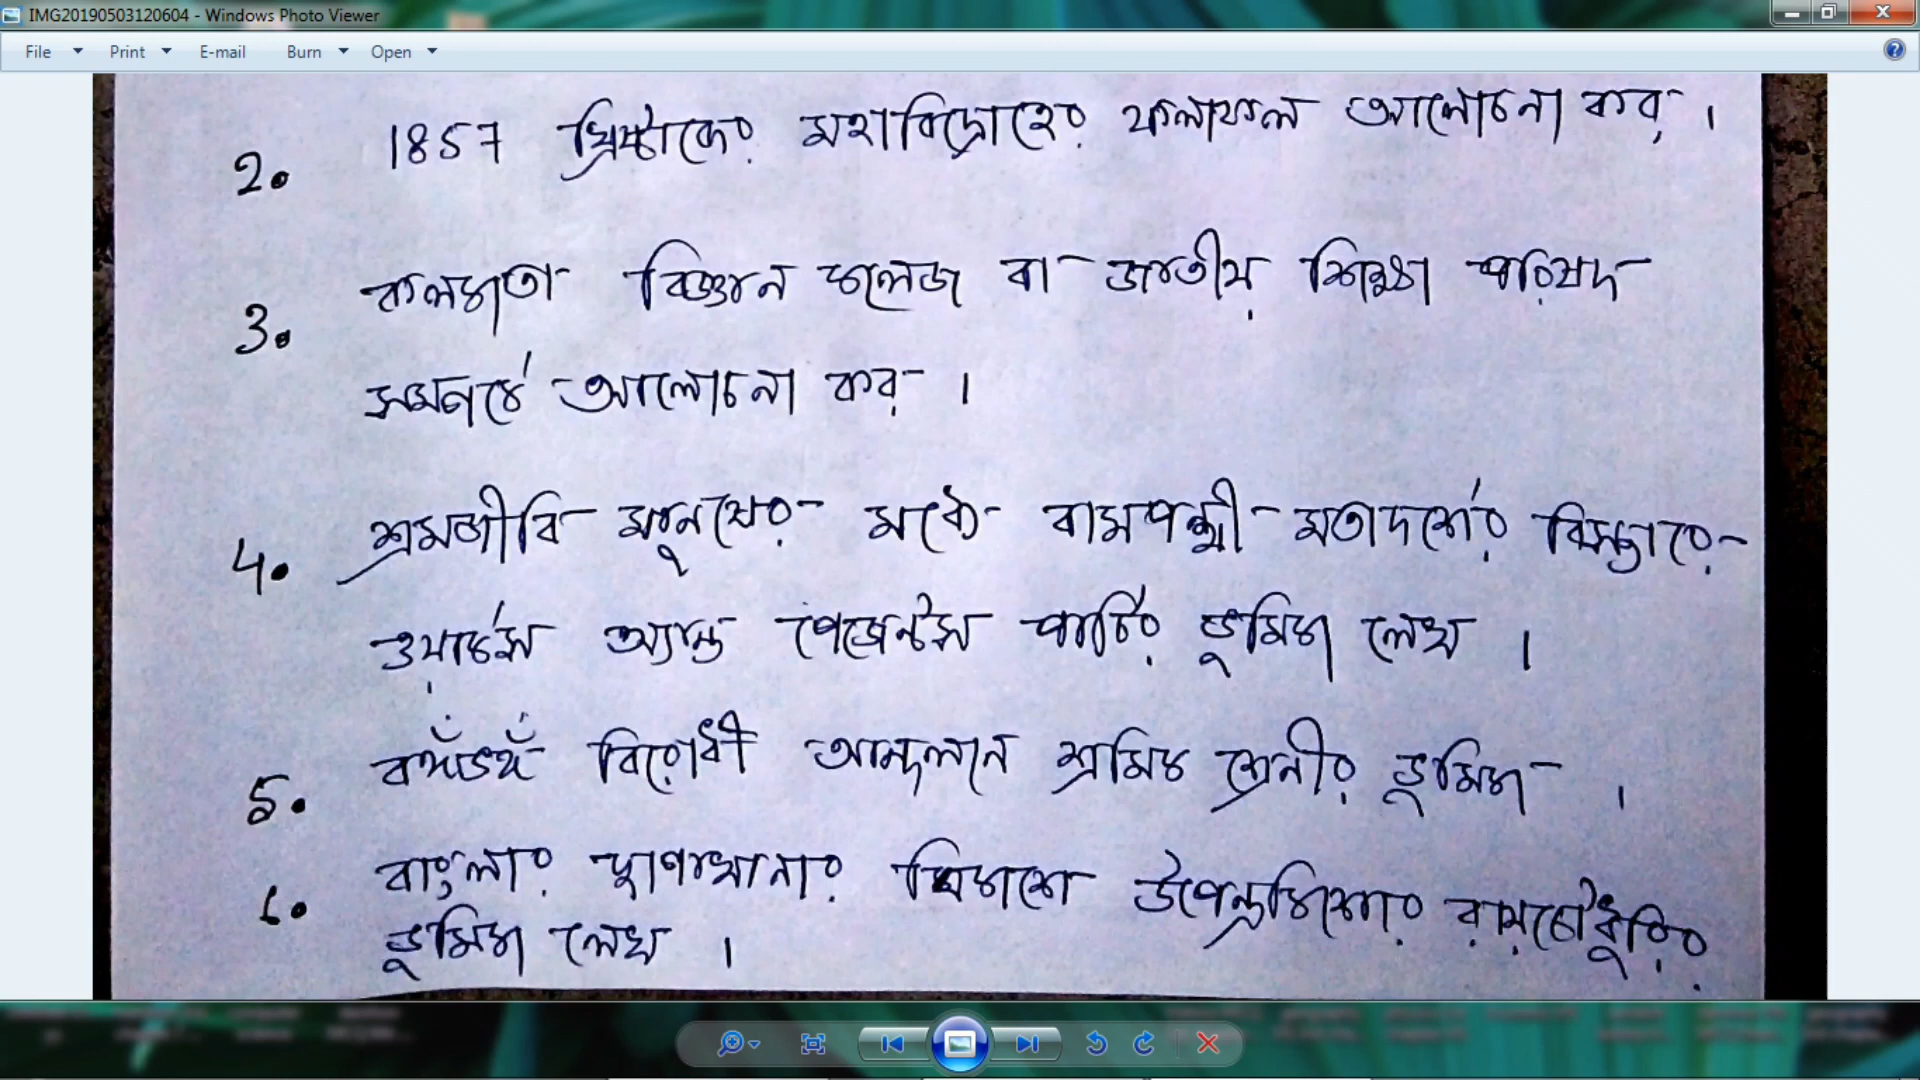 IMG20190503120604 - Windows Photo Viewer
File Print E-mail Burn Open
2. 1857 খ্রিষ্টাব্দের মহাবিদ্রোহের ফলাফল আলোচনা কর ।
3. কলকাতা বিজ্ঞান কলেজ বা জাতীয় শিক্ষা পরিষদ
সম্পর্কে আলোচনা কর ।
4. শ্রমজীবি মানুষের মধ্যে বামপন্থী মতাদর্শের বিস্তারে
ওয়ার্কস অ্যান্ড পেজেন্টস পার্টির ভূমিকা লেখ ।
5. বঙ্গভঙ্গ বিরোধী আন্দলনে শ্রমিক শ্রেনীর ভূমিকা ।
6. বাংলার ছাপাখানার বিকাশে উপেন্দ্রকিশোর রায়চৌধুরির
ভূমিকা লেখ ।